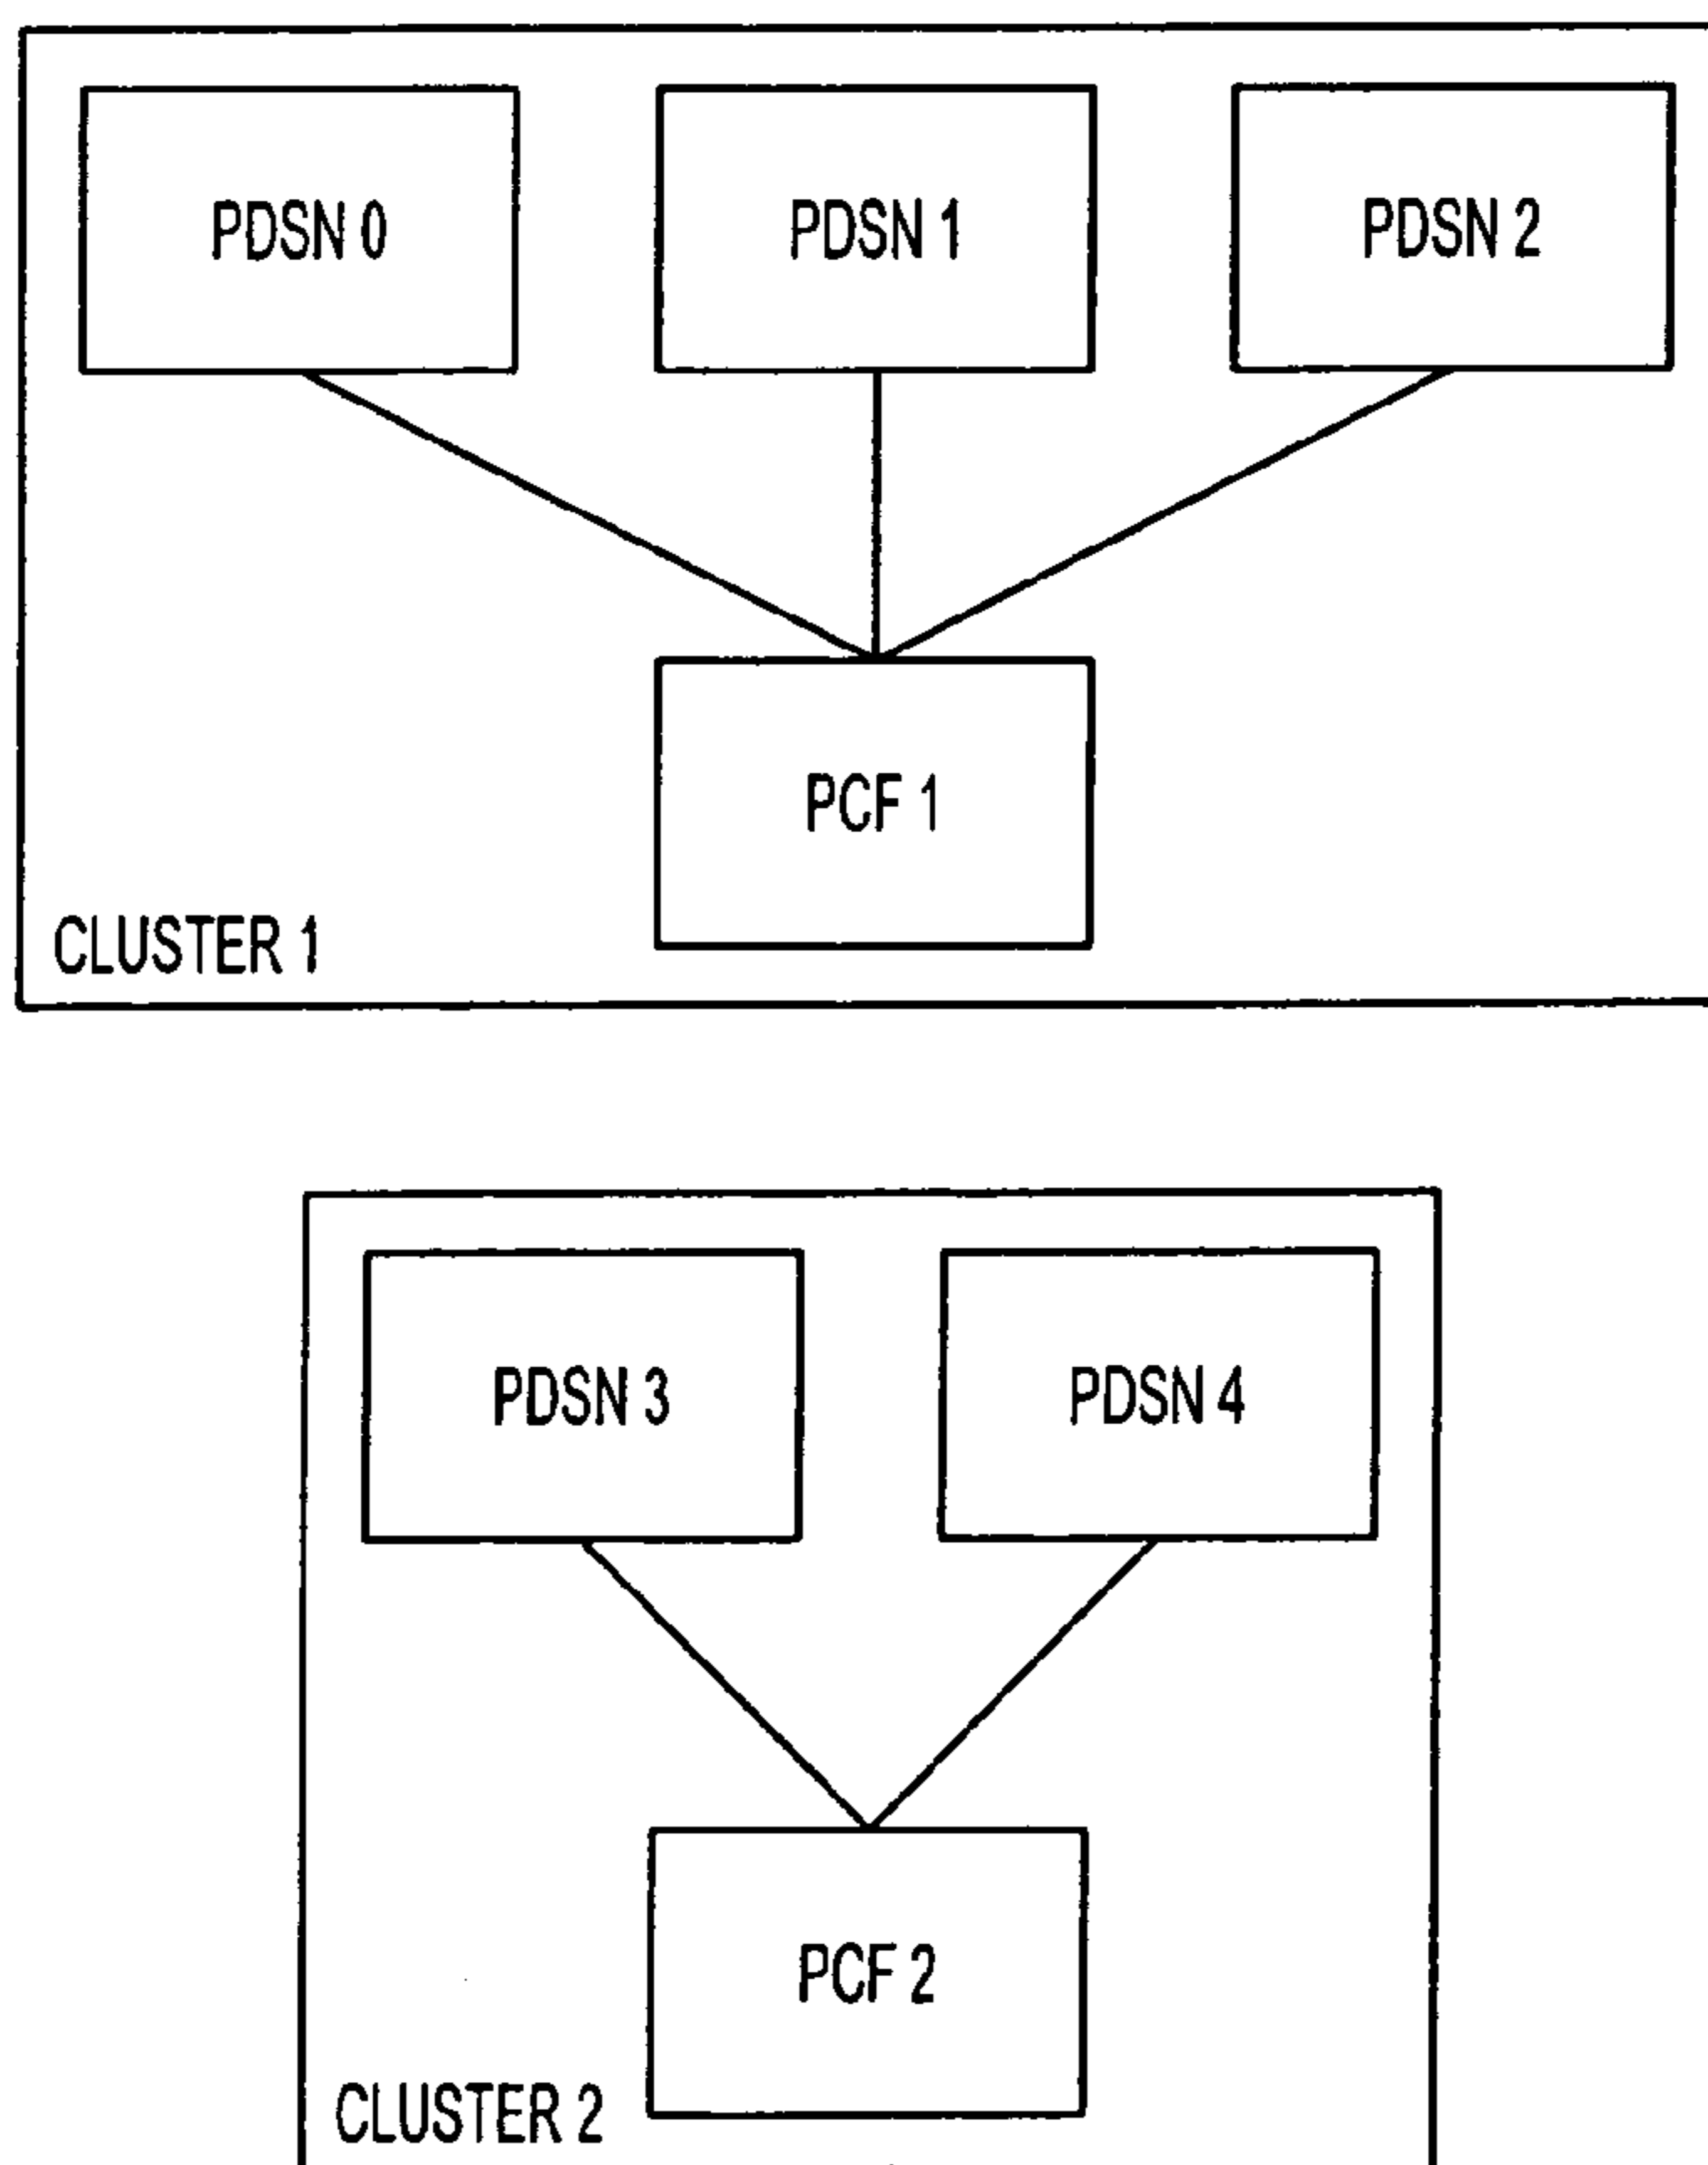 PDSN 0
PDSN 1
PDSN 2
PCF 1
CLUSTER 1
PDSN 3
PDSN 4
PCF 2
CLUSTER 2